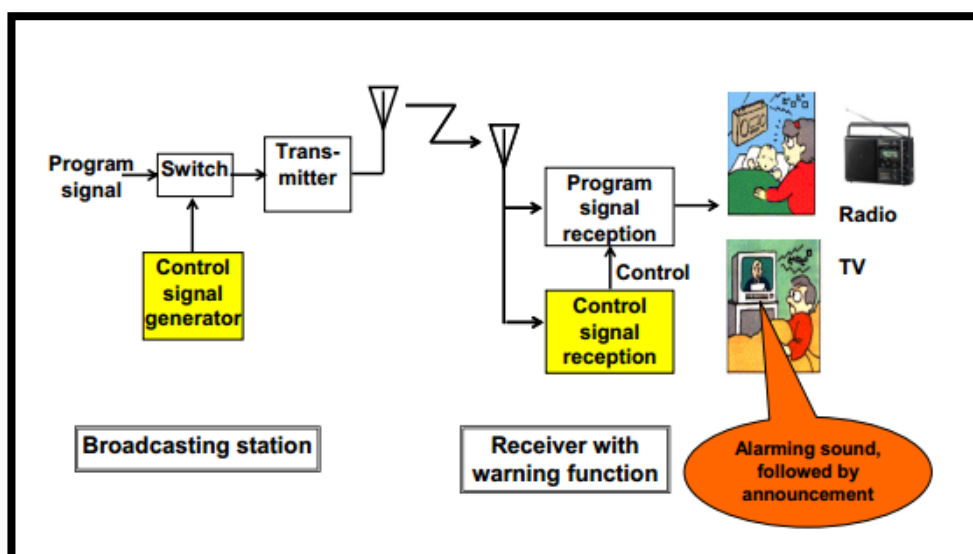 Program
signal
Switch
Trans-
mitter
Control
signal
generator
Program
signal
reception
Control
Control
signal
reception
Radio
TV
Broadcasting station
Receiver with
warning function
Alarming sound,
followed by
announcement